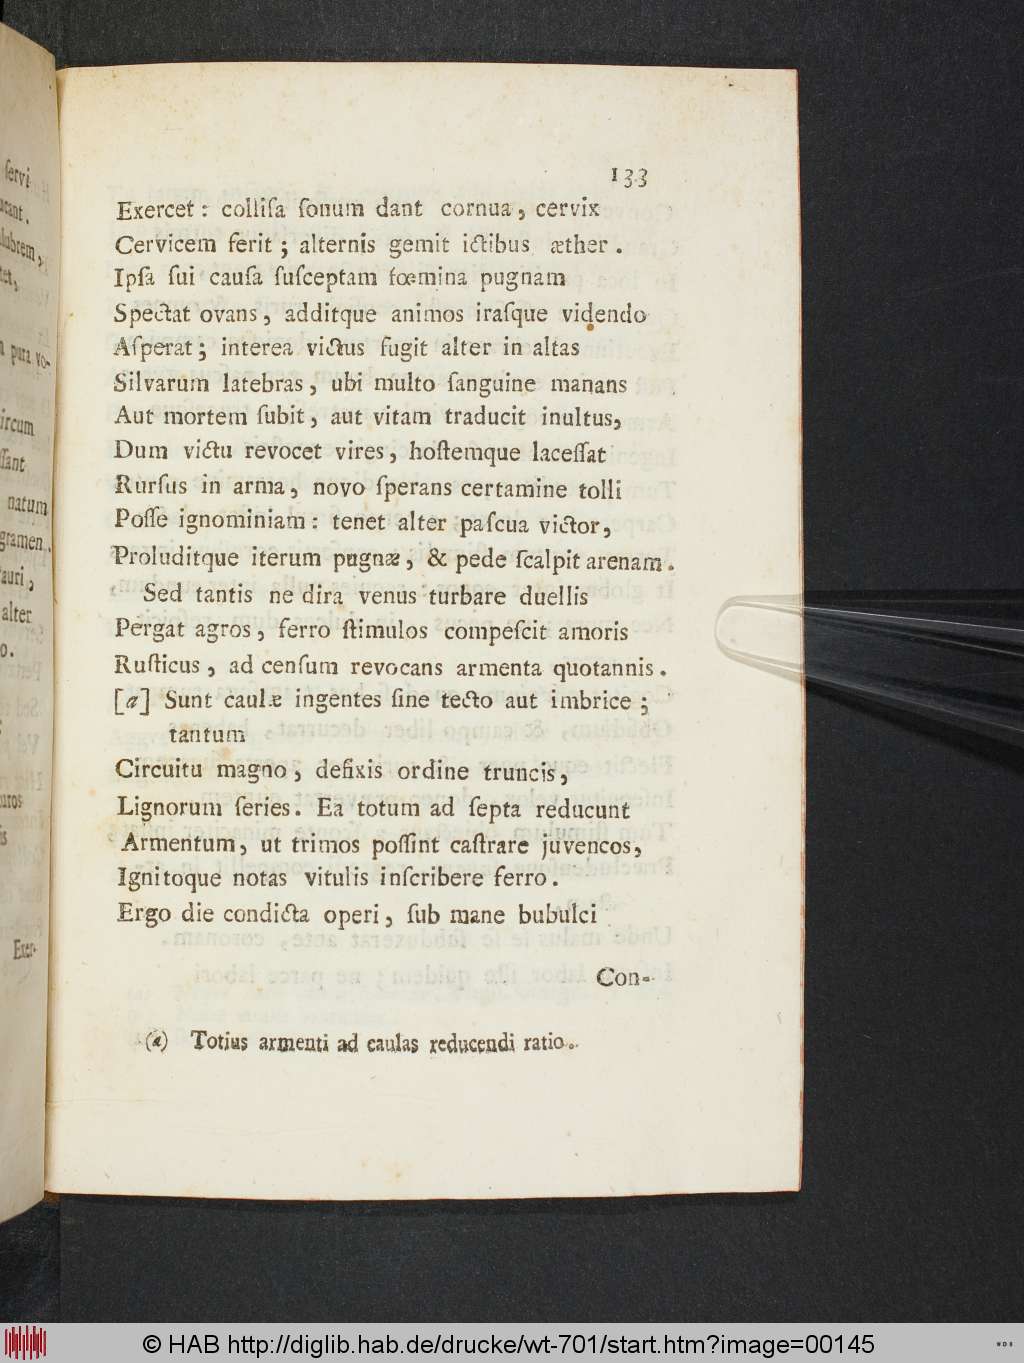 servi
133
Exercet: collisa sonum dant cornua, cervix
Cervicem ferit; alternis gemit ictibus æther.
Ipsa sui causa susceptam fœmina pugnam
Spectat ovans, additque animos irasque videndo
Asperat; interea victus fugit alter in altas
Silvarum latebras, ubi multo sanguine manans
Aut mortem subit, aut vitam traducit inultus,
Dum victu revocet vires, hostemque lacessat
Rursus in arma, novo sperans certamine tolli
Posse ignominiam: tenet alter pascua victor,
Proluditque iterum pugnæ, & pede scalpit arenam.
Sed tantis ne dira venus turbare duellis
Pergat agros, ferro stimulos compescit amoris
Rusticus, ad censum revocans armenta quotannis.
[a] Sunt caulæ ingentes sine tecto aut imbrice;
tantum
Circuitu magno, defixis ordine truncis,
Lignorum series. Ea totum ad septa reducunt
Armentum, ut trimos possint castrare juvencos,
Ignitoque notas vitulis inscribere ferro.
Ergo die condicta operi, sub mane bubulci
Con-
(a) Totius armenti ad caulas reducendi ratio.
natum
gramen.
alter
Exer-
© HAB http://diglib.hab.de/drucke/wt-701/start.htm?image=00145